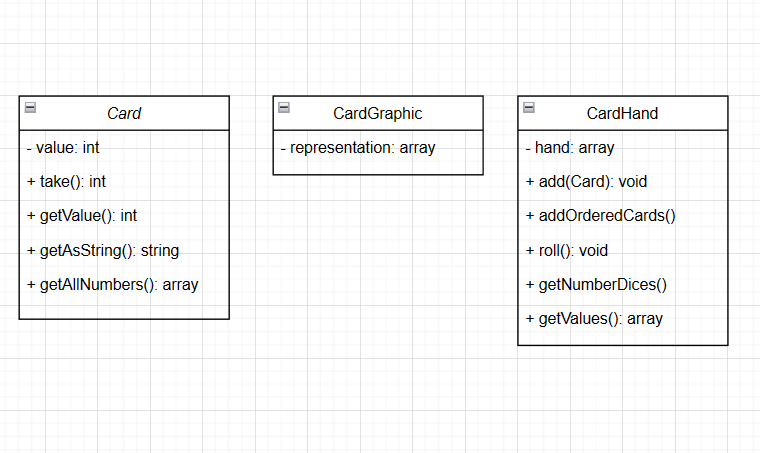 Card
- value: int
+ take(): int
+ getValue(): int
+ getAsString(): string
+ getAllNumbers(): array
CardGraphic
- representation: array
CardHand
- hand: array
+ add(Card): void
+ addOrderedCards()
+ roll(): void
+ getNumberDices()
+ getValues(): array